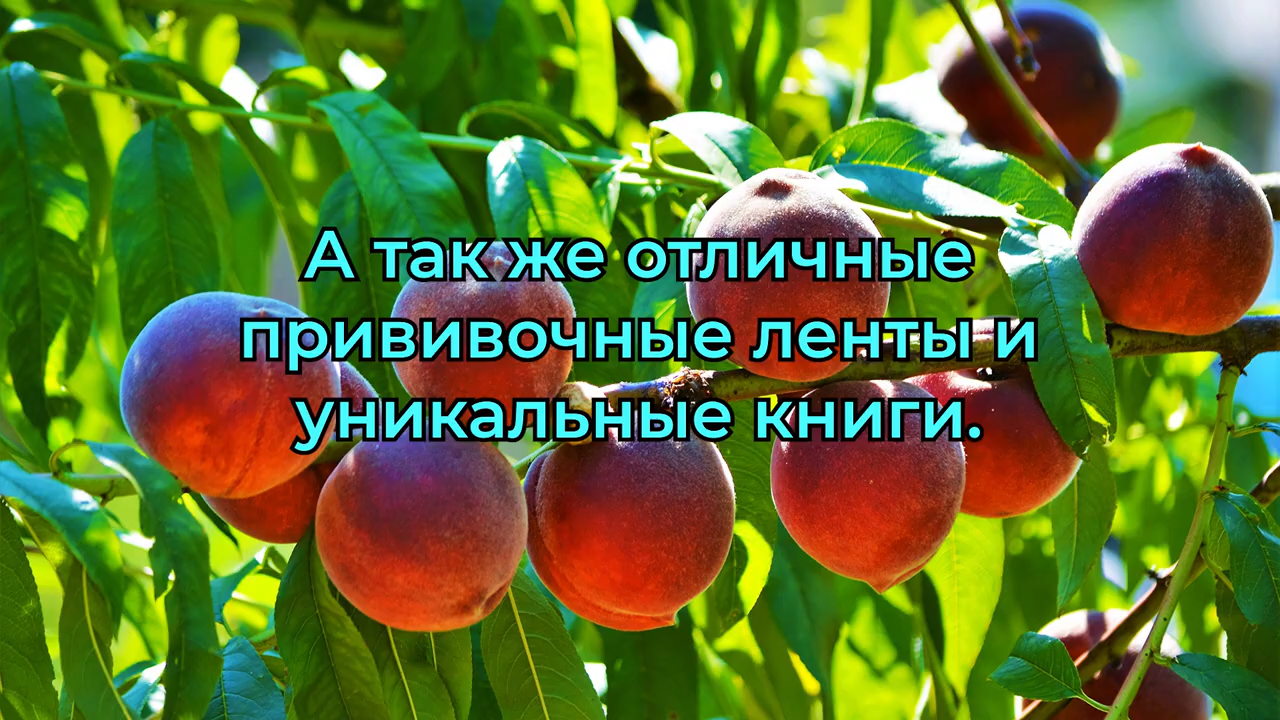 А так же отличные
прививочные ленты и
уникальные книги.